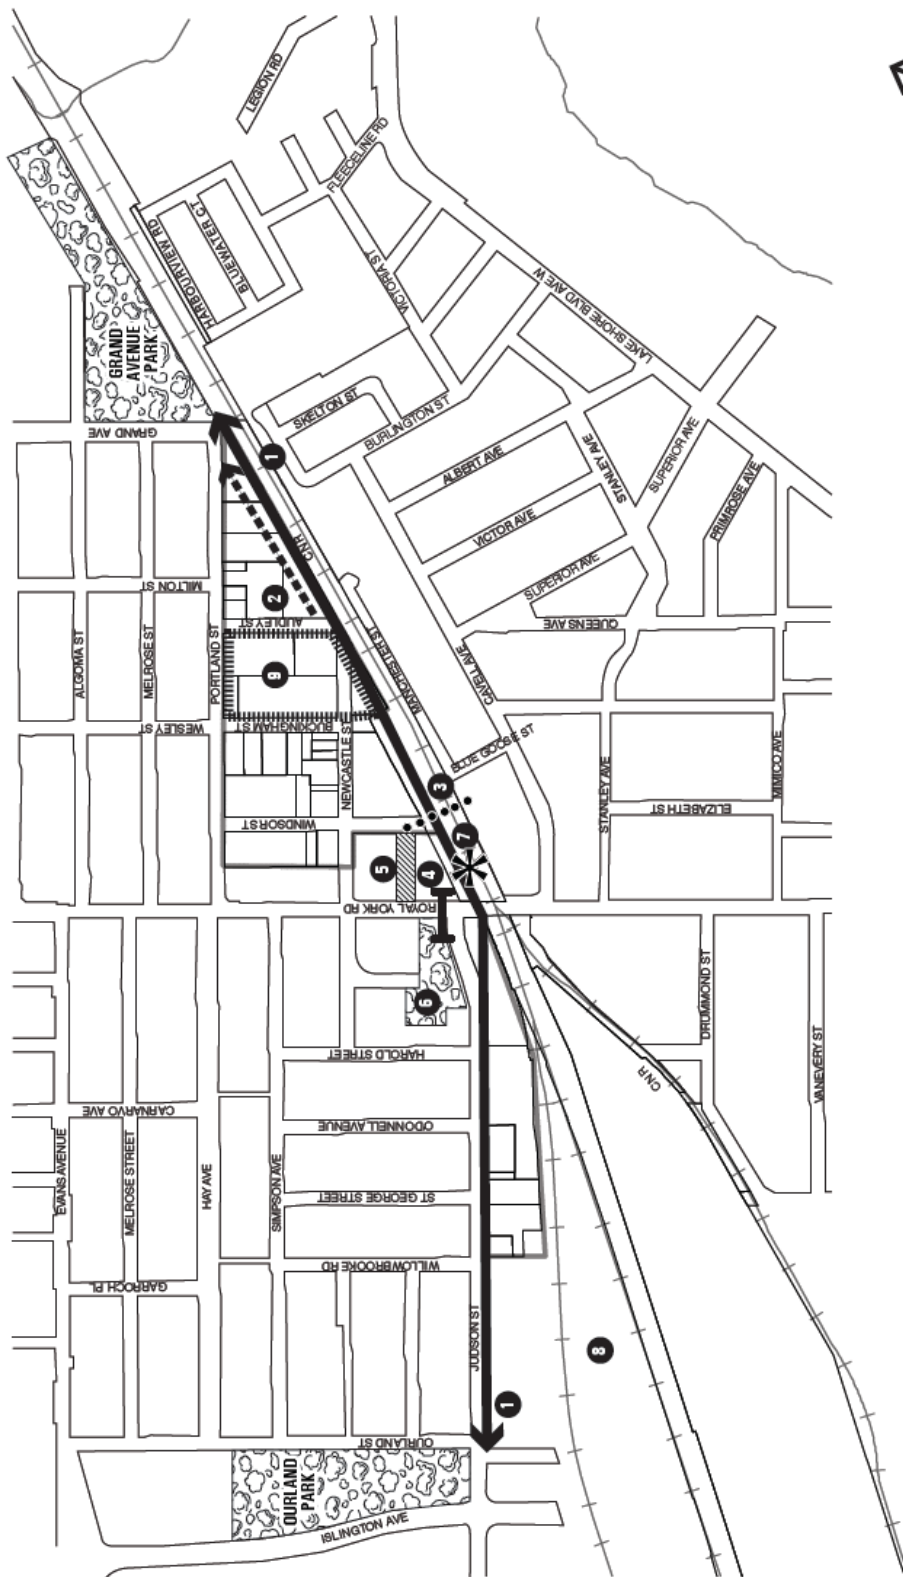 LEGION RD
FLEECELINE RD
HARBOURVIEW RD
BLUEWATER CT
VICTORIA ST
LAKE SHORE BLVD AVE W
GRAND
AVENUE
PARK
GRAND AVE
SKELTON ST
BURLINGTON ST
1
ALBERT AVE
STANLEY AVE
SUPERIOR AVE
VICTOR AVE
PRIMROSE AVE
CNR
MILTON ST
2
AUDLEY ST
SUPERIOR AVE
QUEENS AVE
ALGOMA ST
MELROSE ST
PORTLAND ST
9
MANCHESTER ST
CAVELL AVE
WESLEY ST
BUCKINGHAM ST
NEWCASTLE ST
BLUE GOOSE ST
3
STANLEY AVE
MIMICO AVE
WINDSOR ST
ELIZABETH ST
7
5
4
ROYAL YORK RD
6
DRUMMOND ST
HAROLD STREET
CNR
VANEVERY ST
CARNARVO AVE
O'DONNELL AVENUE
EVANS AVENUE
MELROSE STREET
HAY AVE
SIMPSON AVE
ST GEORGE STREET
WILLOWBROOKE RD
GARROCH PL
JUDSON ST
8
1
OURLAND ST
OURLAND
PARK
ISLINGTON AVE